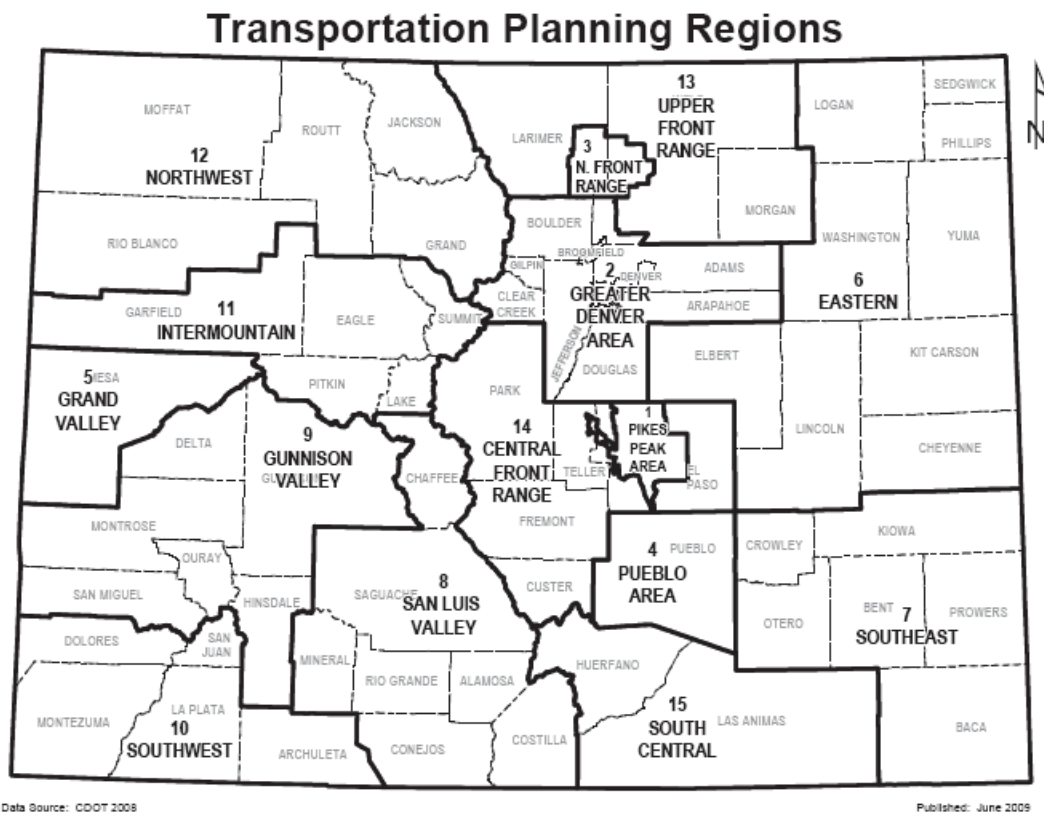 Transportation Planning Regions
N
MOFFAT
ROUTT
JACKSON
LARIMER
13
UPPER
FRONT
RANGE
LOGAN
SEDGWICK
PHILLIPS
12
NORTHWEST
3
N. FRONT
RANGE
MORGAN
RIO BLANCO
GRAND
BOULDER
BROOMFIELD
GILPIN
WASHINGTON
YUMA
2
GREATER
DENVER
AREA
DENVER
ADAMS
ARAPAHOE
6
EASTERN
CLEAR
CREEK
GARFIELD
11
INTERMOUNTAIN
EAGLE
SUMMIT
JEFFERSON
DOUGLAS
ELBERT
KIT CARSON
5
MESA
GRAND
VALLEY
PITKIN
LAKE
PARK
DELTA
9
GUNNISON
VALLEY
CHAFFEE
14
CENTRAL
FRONT
RANGE
TELLER
1
PIKES
PEAK
AREA
EL
PASO
LINCOLN
CHEYENNE
MONTROSE
FREMONT
OURAY
4
PUEBLO
AREA
PUEBLO
CROWLEY
KIOWA
SAN MIGUEL
HINSDALE
8
SAGUACHE
SAN LUIS
VALLEY
CUSTER
OTERO
BENT
7
SOUTHEAST
PROWERS
DOLORES
SAN
JUAN
MINERAL
RIO GRANDE
ALAMOSA
HUERFANO
MONTEZUMA
LA PLATA
10
SOUTHWEST
ARCHULETA
CONEJOS
COSTILLA
15
SOUTH
CENTRAL
LAS ANIMAS
BACA
Data Source: CDOT 2008
Published: June 2009